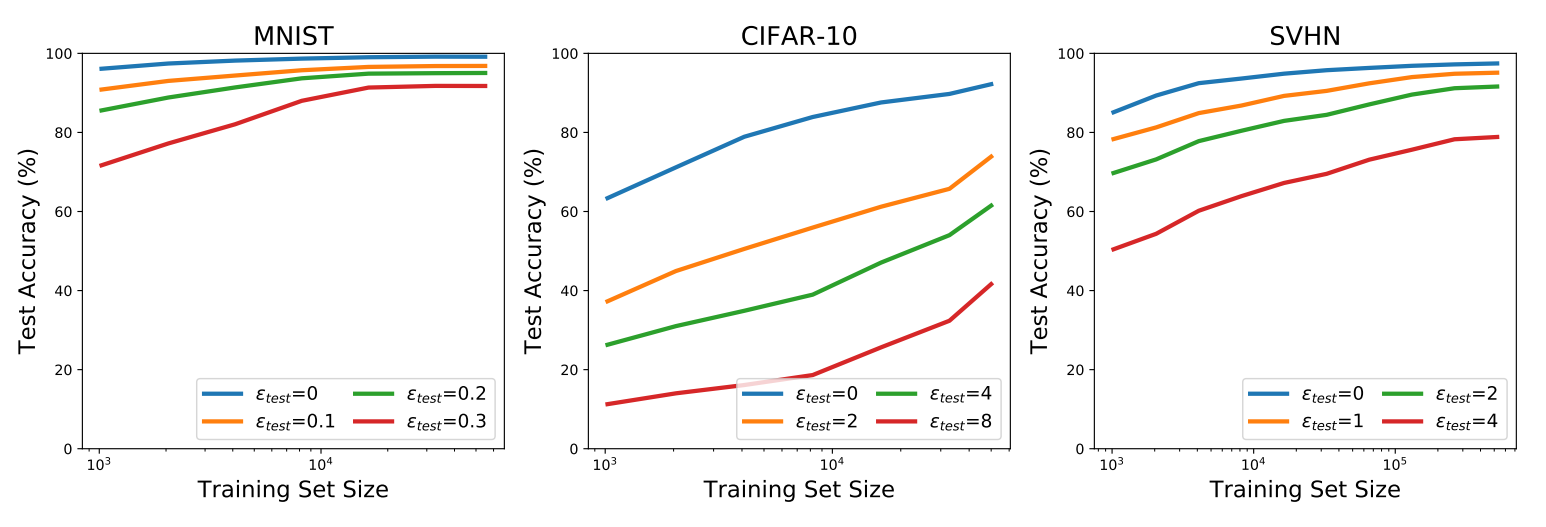 MNIST
Test Accuracy (%)
100
80
60
40
20
0
10³
10⁴
Training Set Size
ε_test=0
ε_test=0.2
ε_test=0.1
ε_test=0.3
CIFAR-10
Test Accuracy (%)
100
80
60
40
20
0
10³
10⁴
Training Set Size
ε_test=0
ε_test=4
ε_test=2
ε_test=8
SVHN
Test Accuracy (%)
100
80
60
40
20
0
10³
10⁴
10⁵
Training Set Size
ε_test=0
ε_test=2
ε_test=1
ε_test=4